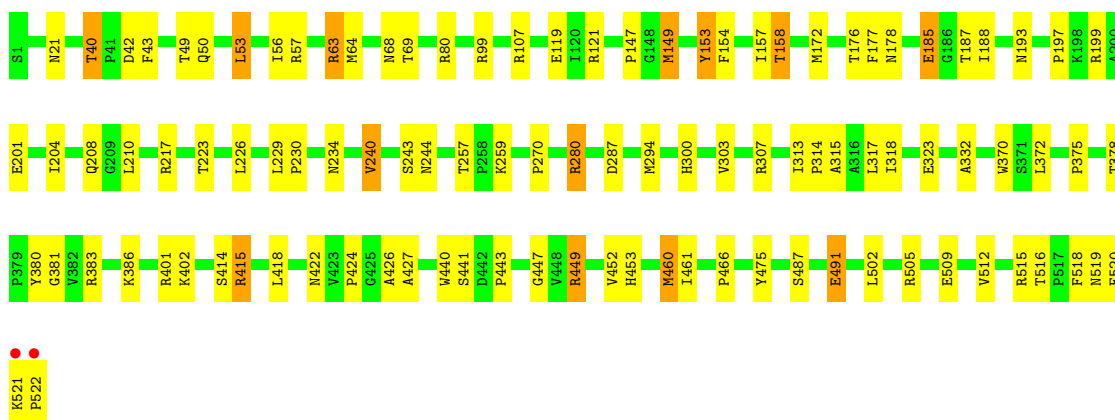 S1 N21 T40 P41 D42 F43 T49 Q50 L53 I56 R57 R63 M64 N68 T69 R80 R99 R107 E119 I120 R121 P147 G148 M149 Y153 F154 I157 T158 M172 T176 F177 N178 E185 G186 T187 I188 N193 P197 K198 R199 A200
E201 I204 Q208 G209 L210 R217 T223 L226 L229 P230 N234 V240 S243 N244 T257 P258 K259 P270 R280 D287 M294 H300 V303 R307 I313 P314 A315 A316 L317 I318 E323 A332 W370 S371 L372 P375 T378
P379 Y380 G381 V382 R383 K386 R401 K402 S414 R415 L418 N422 V423 P424 G425 A426 A427 W440 S441 D442 P443 G447 V448 R449 V452 H453 M460 I461 P466 Y475 S487 E491 L502 R505 E509 V512 R515 T516 P517 F518 N519
K521 P522